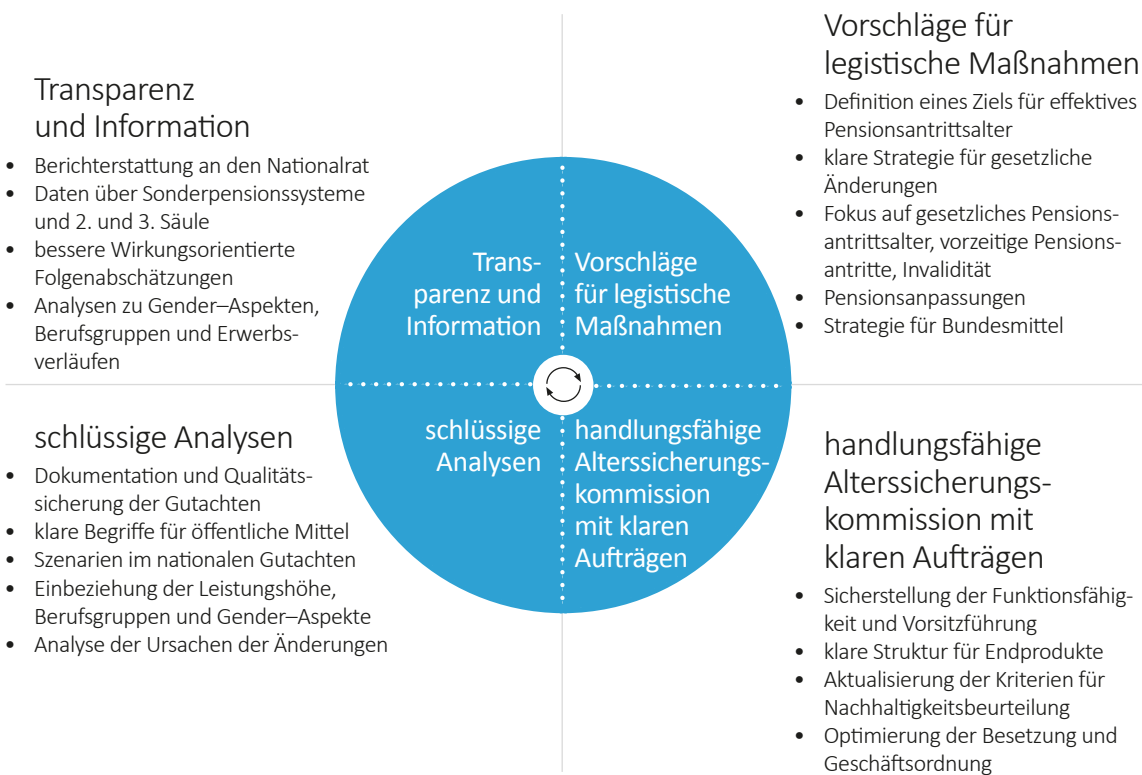 Transparenz
und Information
• Berichterstattung an den Nationalrat
• Daten über Sonderpensionssysteme
und 2. und 3. Säule
• bessere Wirkungsorientierte
Folgenabschätzungen
• Analysen zu Gender–Aspekten,
Berufsgruppen und Erwerbs-
verläufen
Vorschläge für
legistische Maßnahmen
• Definition eines Ziels für effektives
Pensionsantrittsalter
• klare Strategie für gesetzliche
Änderungen
• Fokus auf gesetzliches Pensions-
antrittsalter, vorzeitige Pensions-
antritte, Invalidität
• Pensionsanpassungen
• Strategie für Bundesmittel
Trans-
parenz und
Information
Vorschläge
für legistische
Maßnahmen
schlüssige
Analysen
handlungsfähige
Alterssicherungs-
kommission
mit klaren
Aufträgen
schlüssige Analysen
• Dokumentation und Qualitäts-
sicherung der Gutachten
• klare Begriffe für öffentliche Mittel
• Szenarien im nationalen Gutachten
• Einbeziehung der Leistungshöhe,
Berufsgruppen und Gender–Aspekte
• Analyse der Ursachen der Änderungen
handlungsfähige
Alterssicherungs-
kommission mit
klaren Aufträgen
• Sicherstellung der Funktionsfähig-
keit und Vorsitzführung
• klare Struktur für Endprodukte
• Aktualisierung der Kriterien für
Nachhaltigkeitsbeurteilung
• Optimierung der Besetzung und
Geschäftsordnung